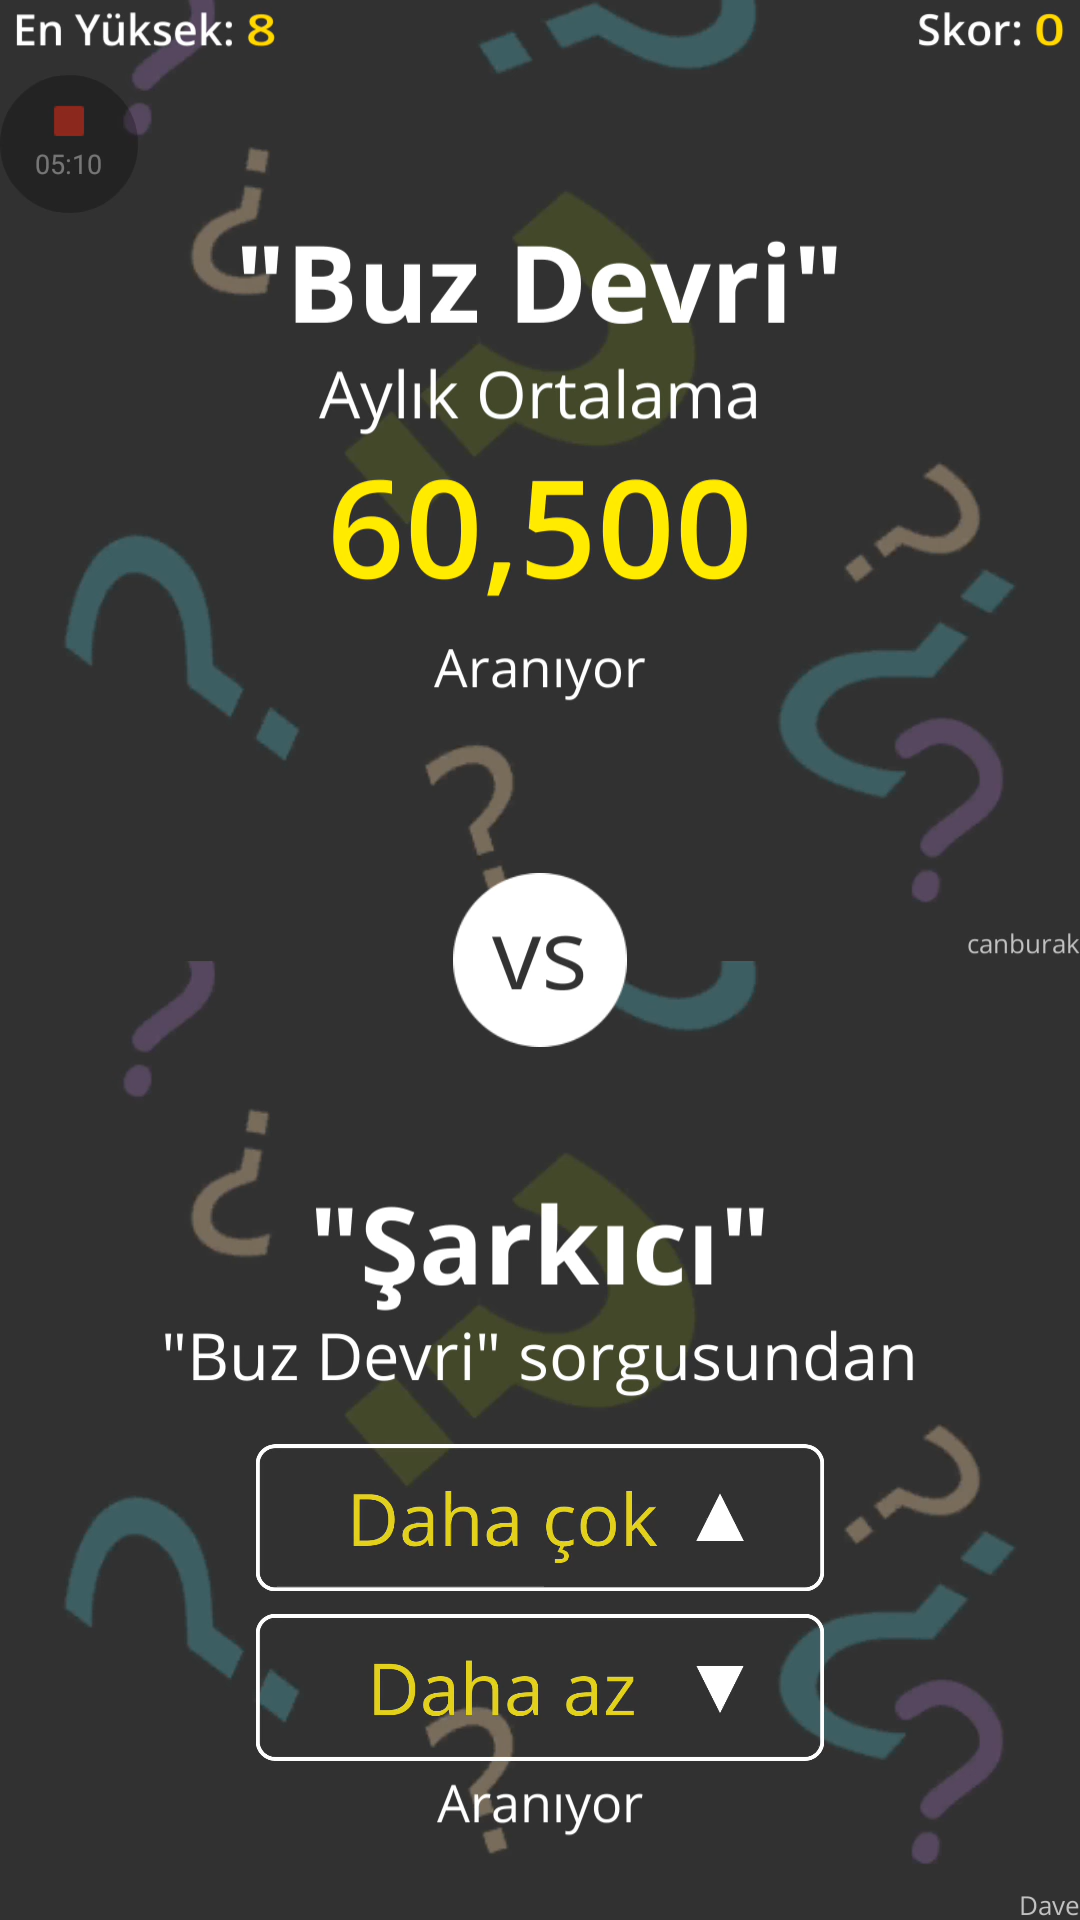 En Yüksek: 8
Skor: 0
05:10
"Buz Devri"
Aylık Ortalama
60,500
Aranıyor
canburak
VS
"Şarkıcı"
"Buz Devri" sorgusundan
Daha çok ▲
Daha az ▼
Aranıyor
Dave